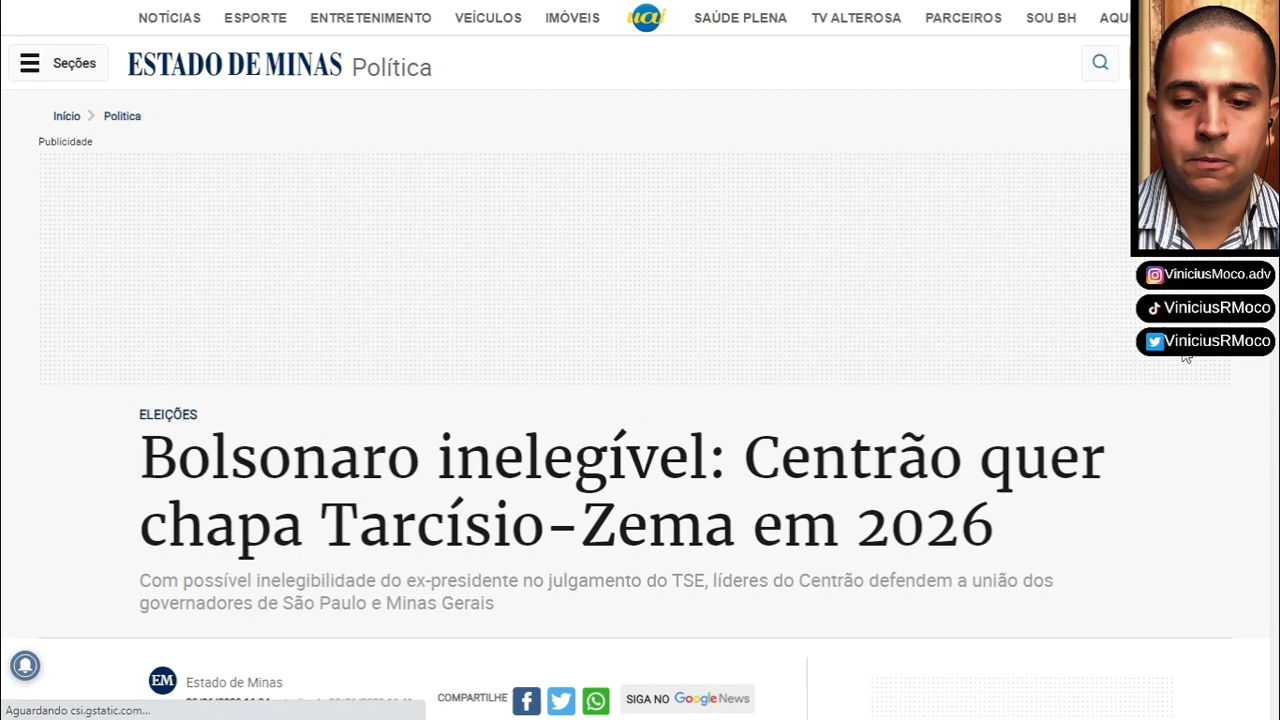 NOTÍCIAS ESPORTE ENTRETENIMENTO VEÍCULOS IMÓVEIS uai SAÚDE PLENA TV ALTEROSA PARCEIROS SOU BH AQUI
Seções
ESTADO DE MINAS Política
Início Politica
Publicidade
ViniciusMoco.adv
ViniciusRMoco
ViniciusRMoco
ELEIÇÕES
Bolsonaro inelegível: Centrão quer
chapa Tarcísio-Zema em 2026
Com possível inelegibilidade do ex-presidente no julgamento do TSE, líderes do Centrão defendem a união dos
governadores de São Paulo e Minas Gerais
EM Estado de Minas
COMPARTILHE
SIGA NO Google News
Aguardando csi.gstatic.com...